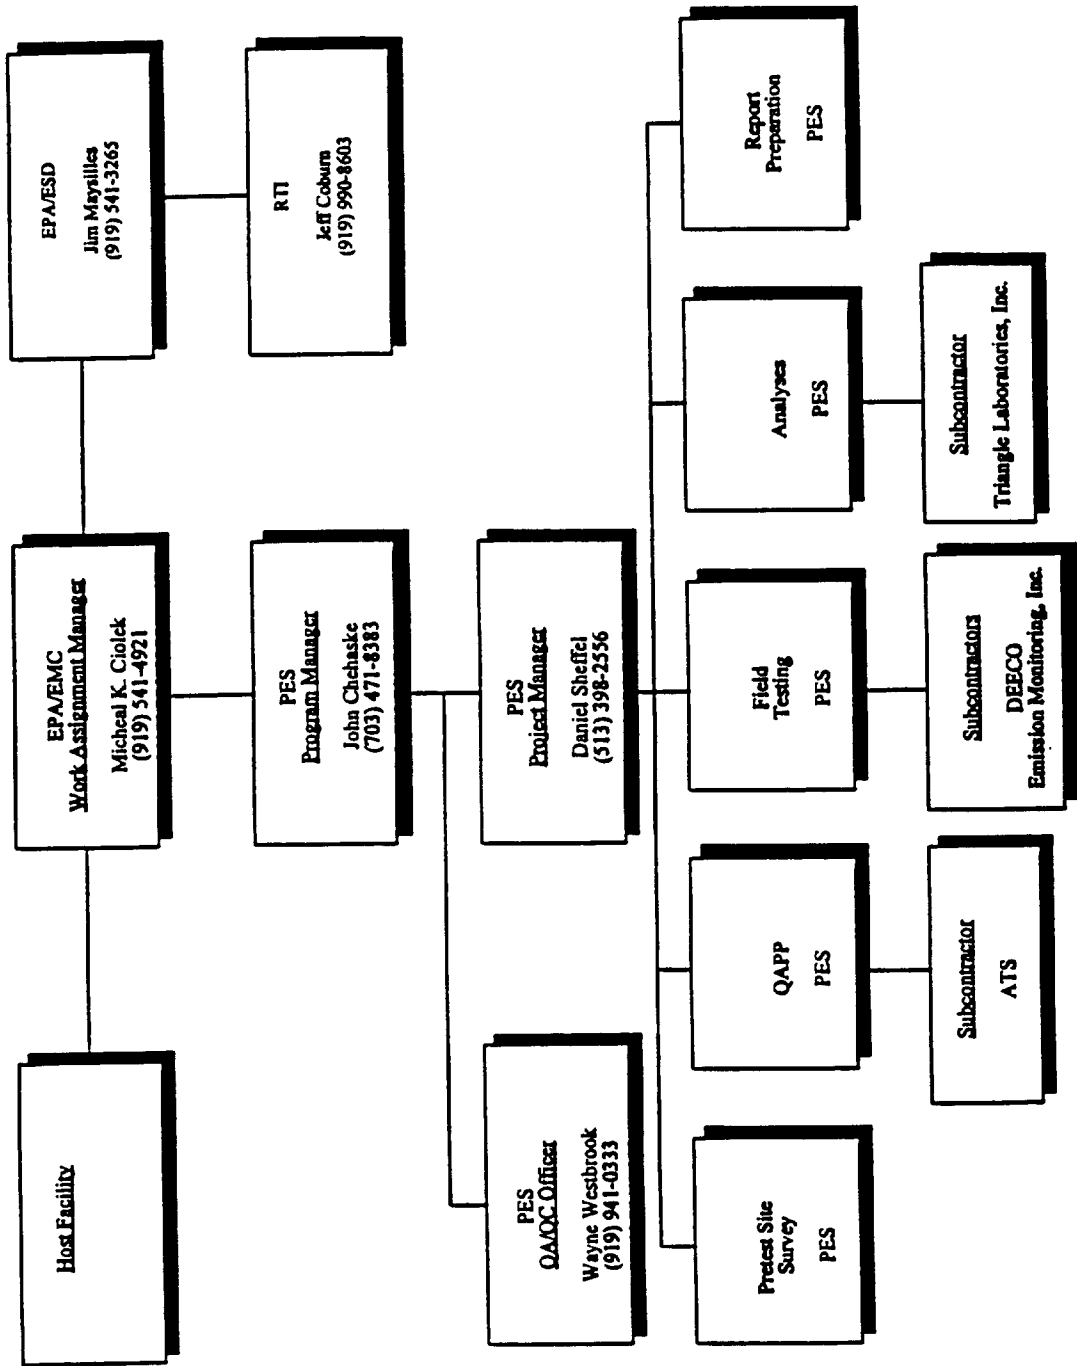 Host Facility
EPA/EMC
Work Assignment Manager
Micheal K. Ciolek
(919) 541-4921
EPA/ESD
Jim Maysilles
(919) 541-3265
PES
Program Manager
John Chehaske
(703) 471-8383
RTI
Jeff Coburn
(919) 990-8603
PES
QA/QC Officer
Wayne Westbrook
(919) 941-0333
PES
Project Manager
Daniel Sheffel
(513) 398-2556
Pretest Site
Survey
PES
QAPP
PES
Field
Testing
PES
Analyses
PES
Report
Preparation
PES
Subcontractor
ATS
Subcontractors
DEECO
Emission Monitoring, Inc.
Subcontractor
Triangle Laboratories, Inc.